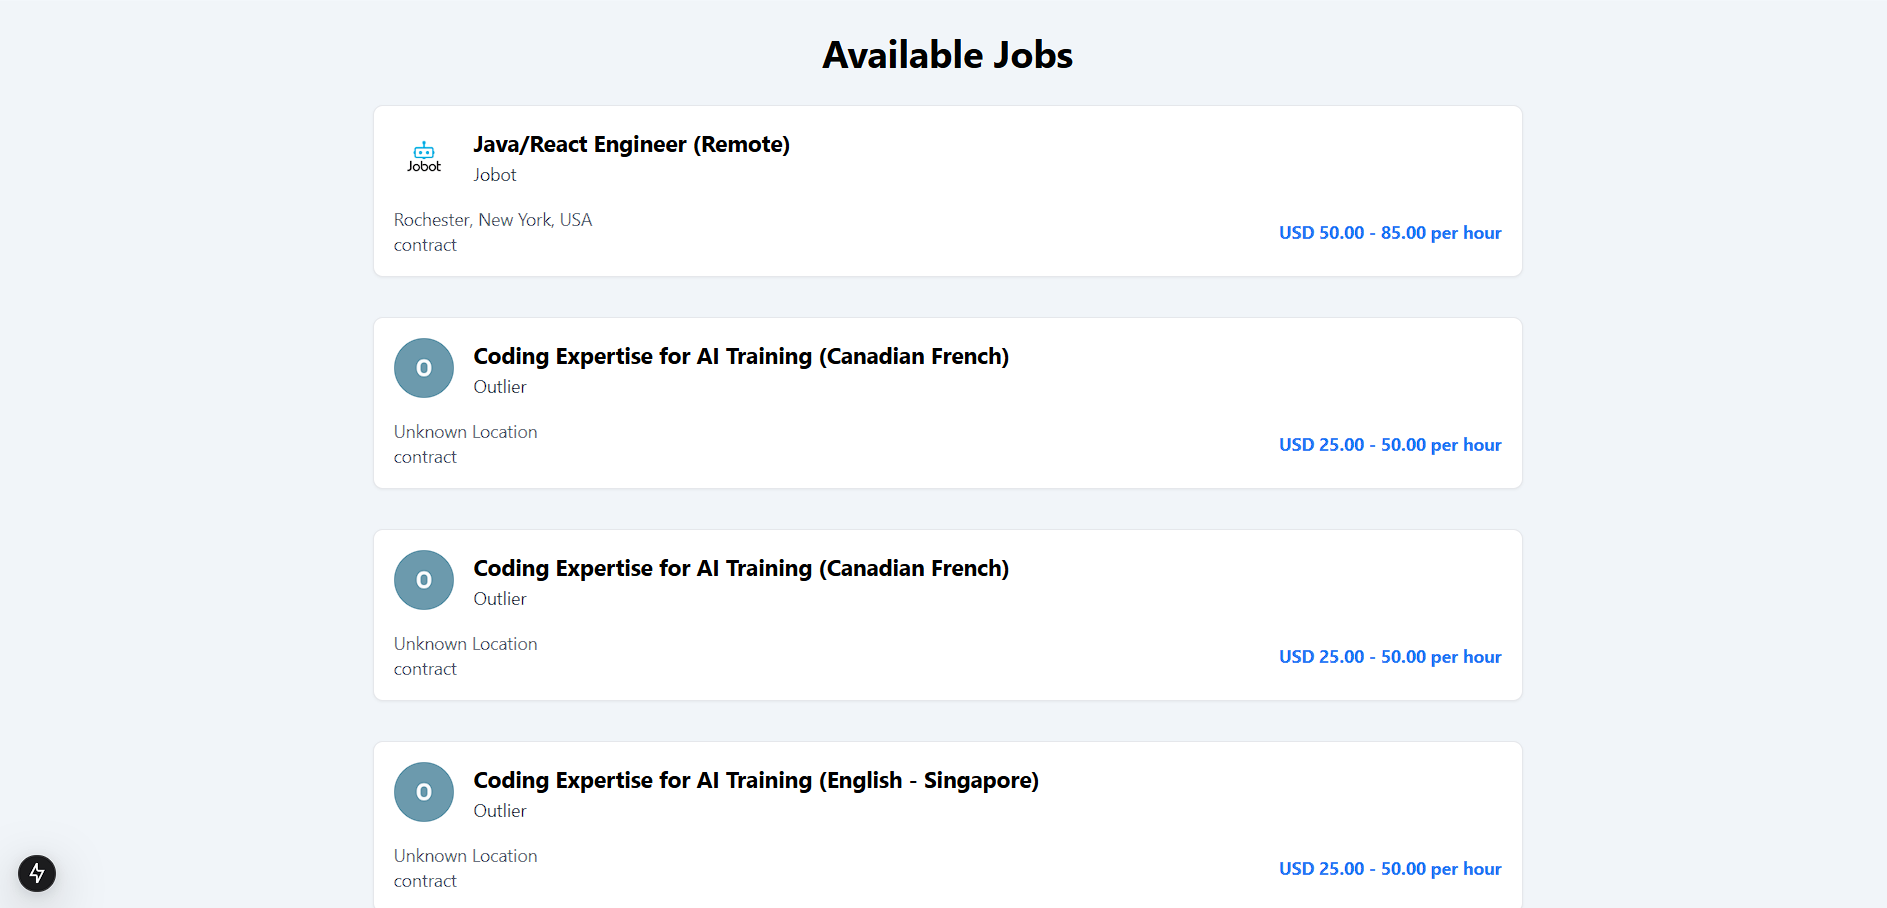 Available Jobs
Jobot
Java/React Engineer (Remote)
Jobot
Rochester, New York, USA
contract
USD 50.00 - 85.00 per hour
O
Coding Expertise for AI Training (Canadian French)
Outlier
Unknown Location
contract
USD 25.00 - 50.00 per hour
O
Coding Expertise for AI Training (Canadian French)
Outlier
Unknown Location
contract
USD 25.00 - 50.00 per hour
O
Coding Expertise for AI Training (English - Singapore)
Outlier
Unknown Location
contract
USD 25.00 - 50.00 per hour